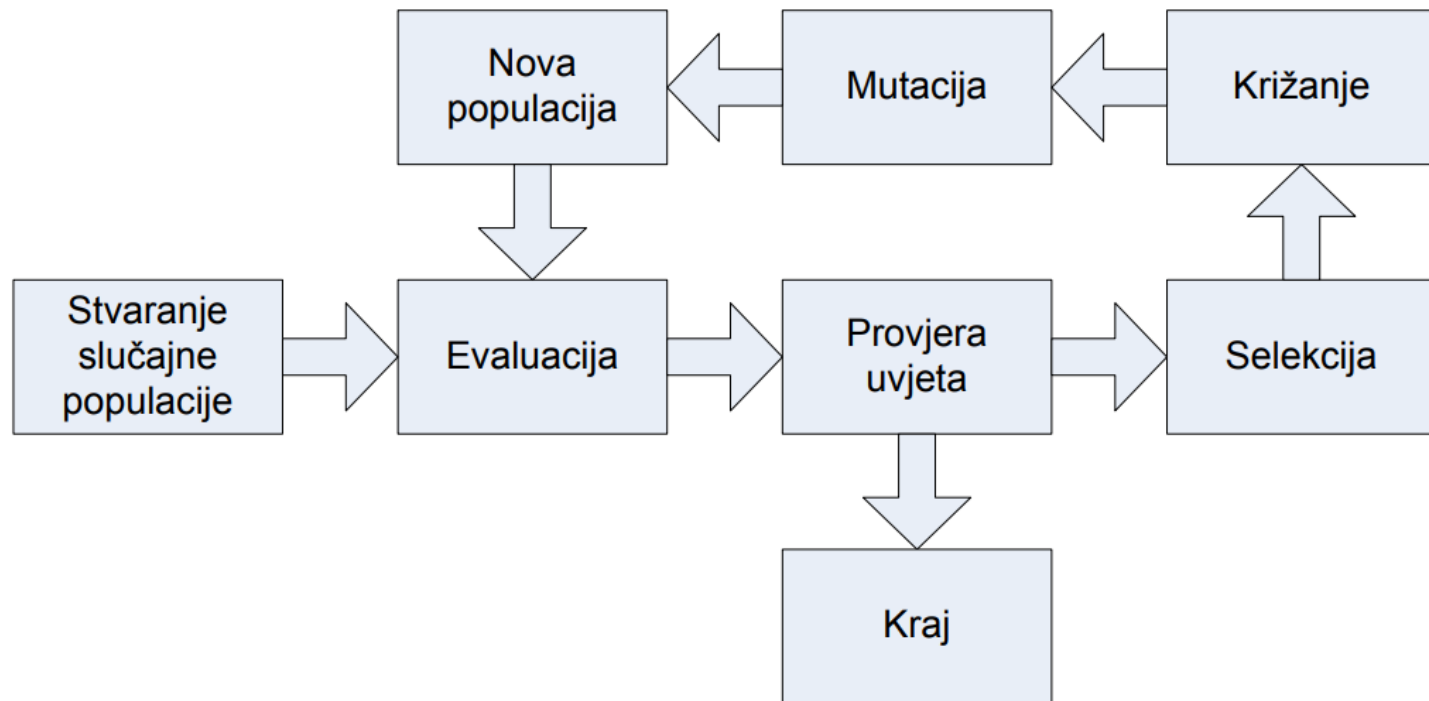 Nova
populacija
Mutacija
Križanje
Stvaranje
slučajne
populacije
Evaluacija
Provjera
uvjeta
Selekcija
Kraj